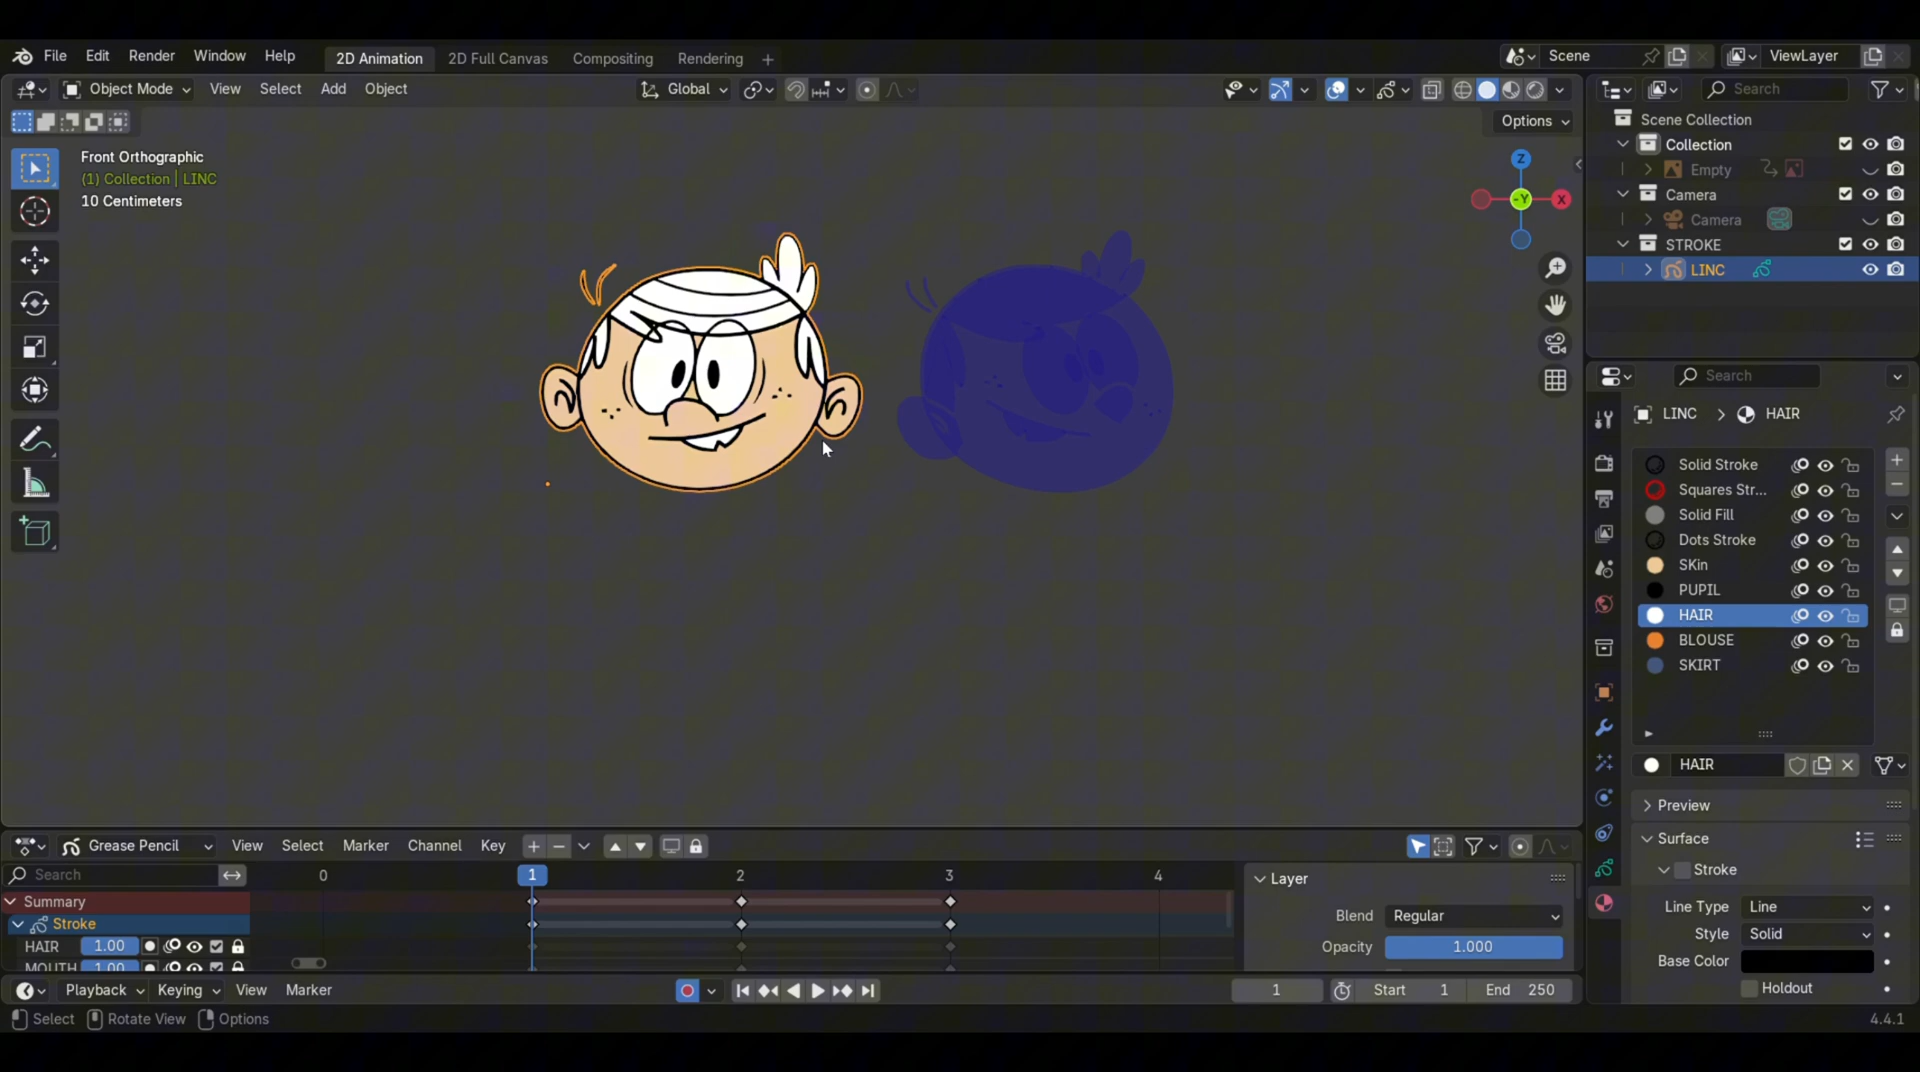 File Edit Render Window Help 2D Animation 2D Full Canvas Compositing Rendering + Scene ViewLayer
Object Mode View Select Add Object Global Search
Options
Front Orthographic
(1) Collection | LINC
10 Centimeters
Z
-Y
X
Scene Collection
Collection
Empty
Camera
Camera
STROKE
LINC
Search
LINC > HAIR
Solid Stroke
Squares Str...
Solid Fill
Dots Stroke
SKin
PUPIL
HAIR
BLOUSE
SKIRT
HAIR
Preview
Surface
Stroke
Line Type Line
Style Solid
Base Color
Holdout
Grease Pencil View Select Marker Channel Key
Search 0 1 2 3 4
Summary
Stroke
HAIR 1.00
MOUTH 1.00
Layer
Blend Regular
Opacity 1.000
Playback Keying View Marker 1 Start 1 End 250
Select Rotate View Options 4.4.1